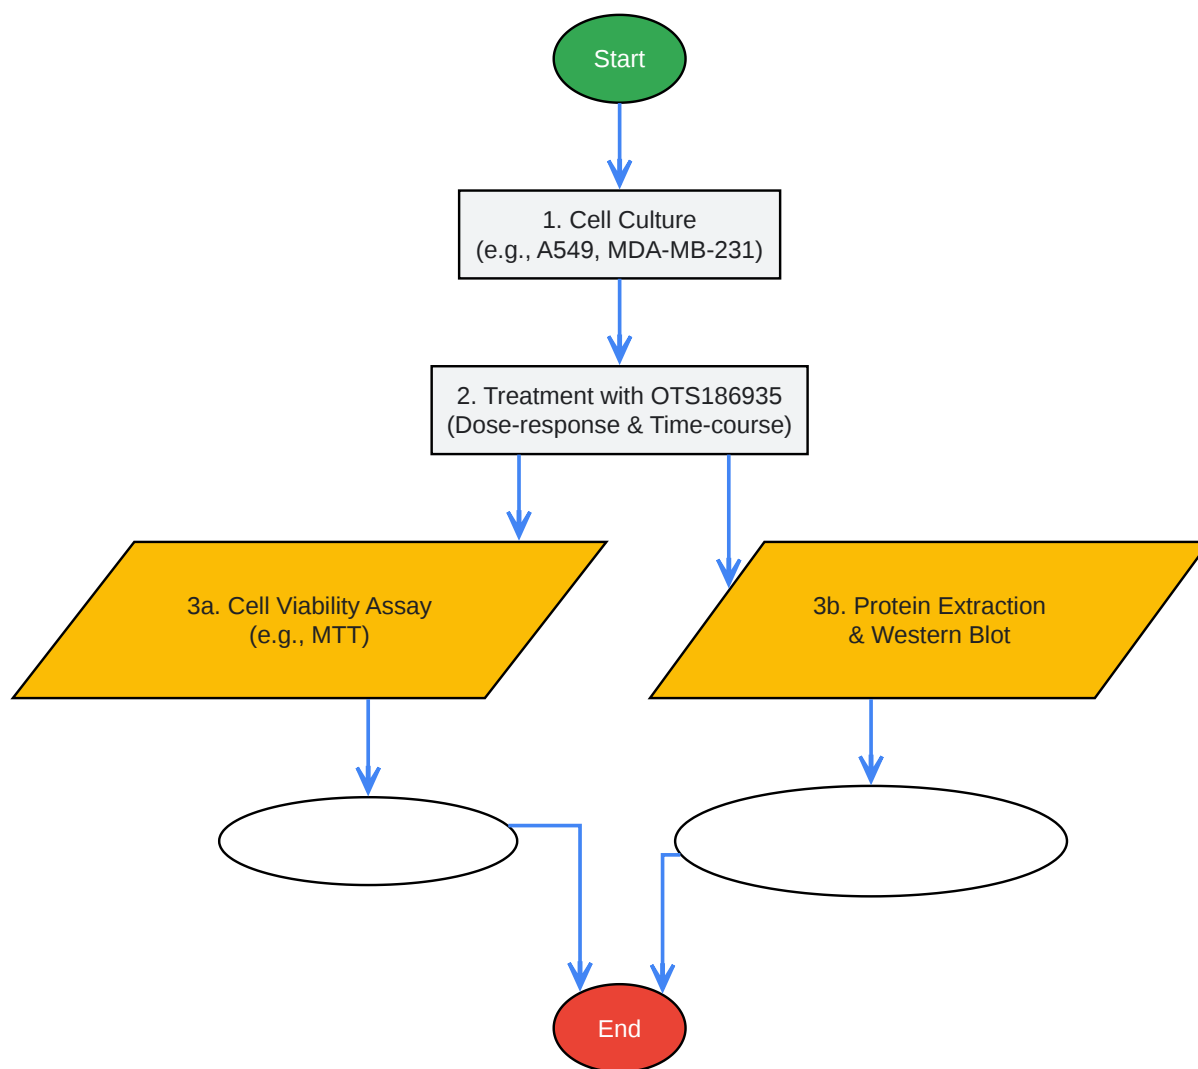 Start
1. Cell Culture
(e.g., A549, MDA-MB-231)
2. Treatment with OTS186935
(Dose-response & Time-course)
3a. Cell Viability Assay
(e.g., MTT)
3b. Protein Extraction
& Western Blot
End